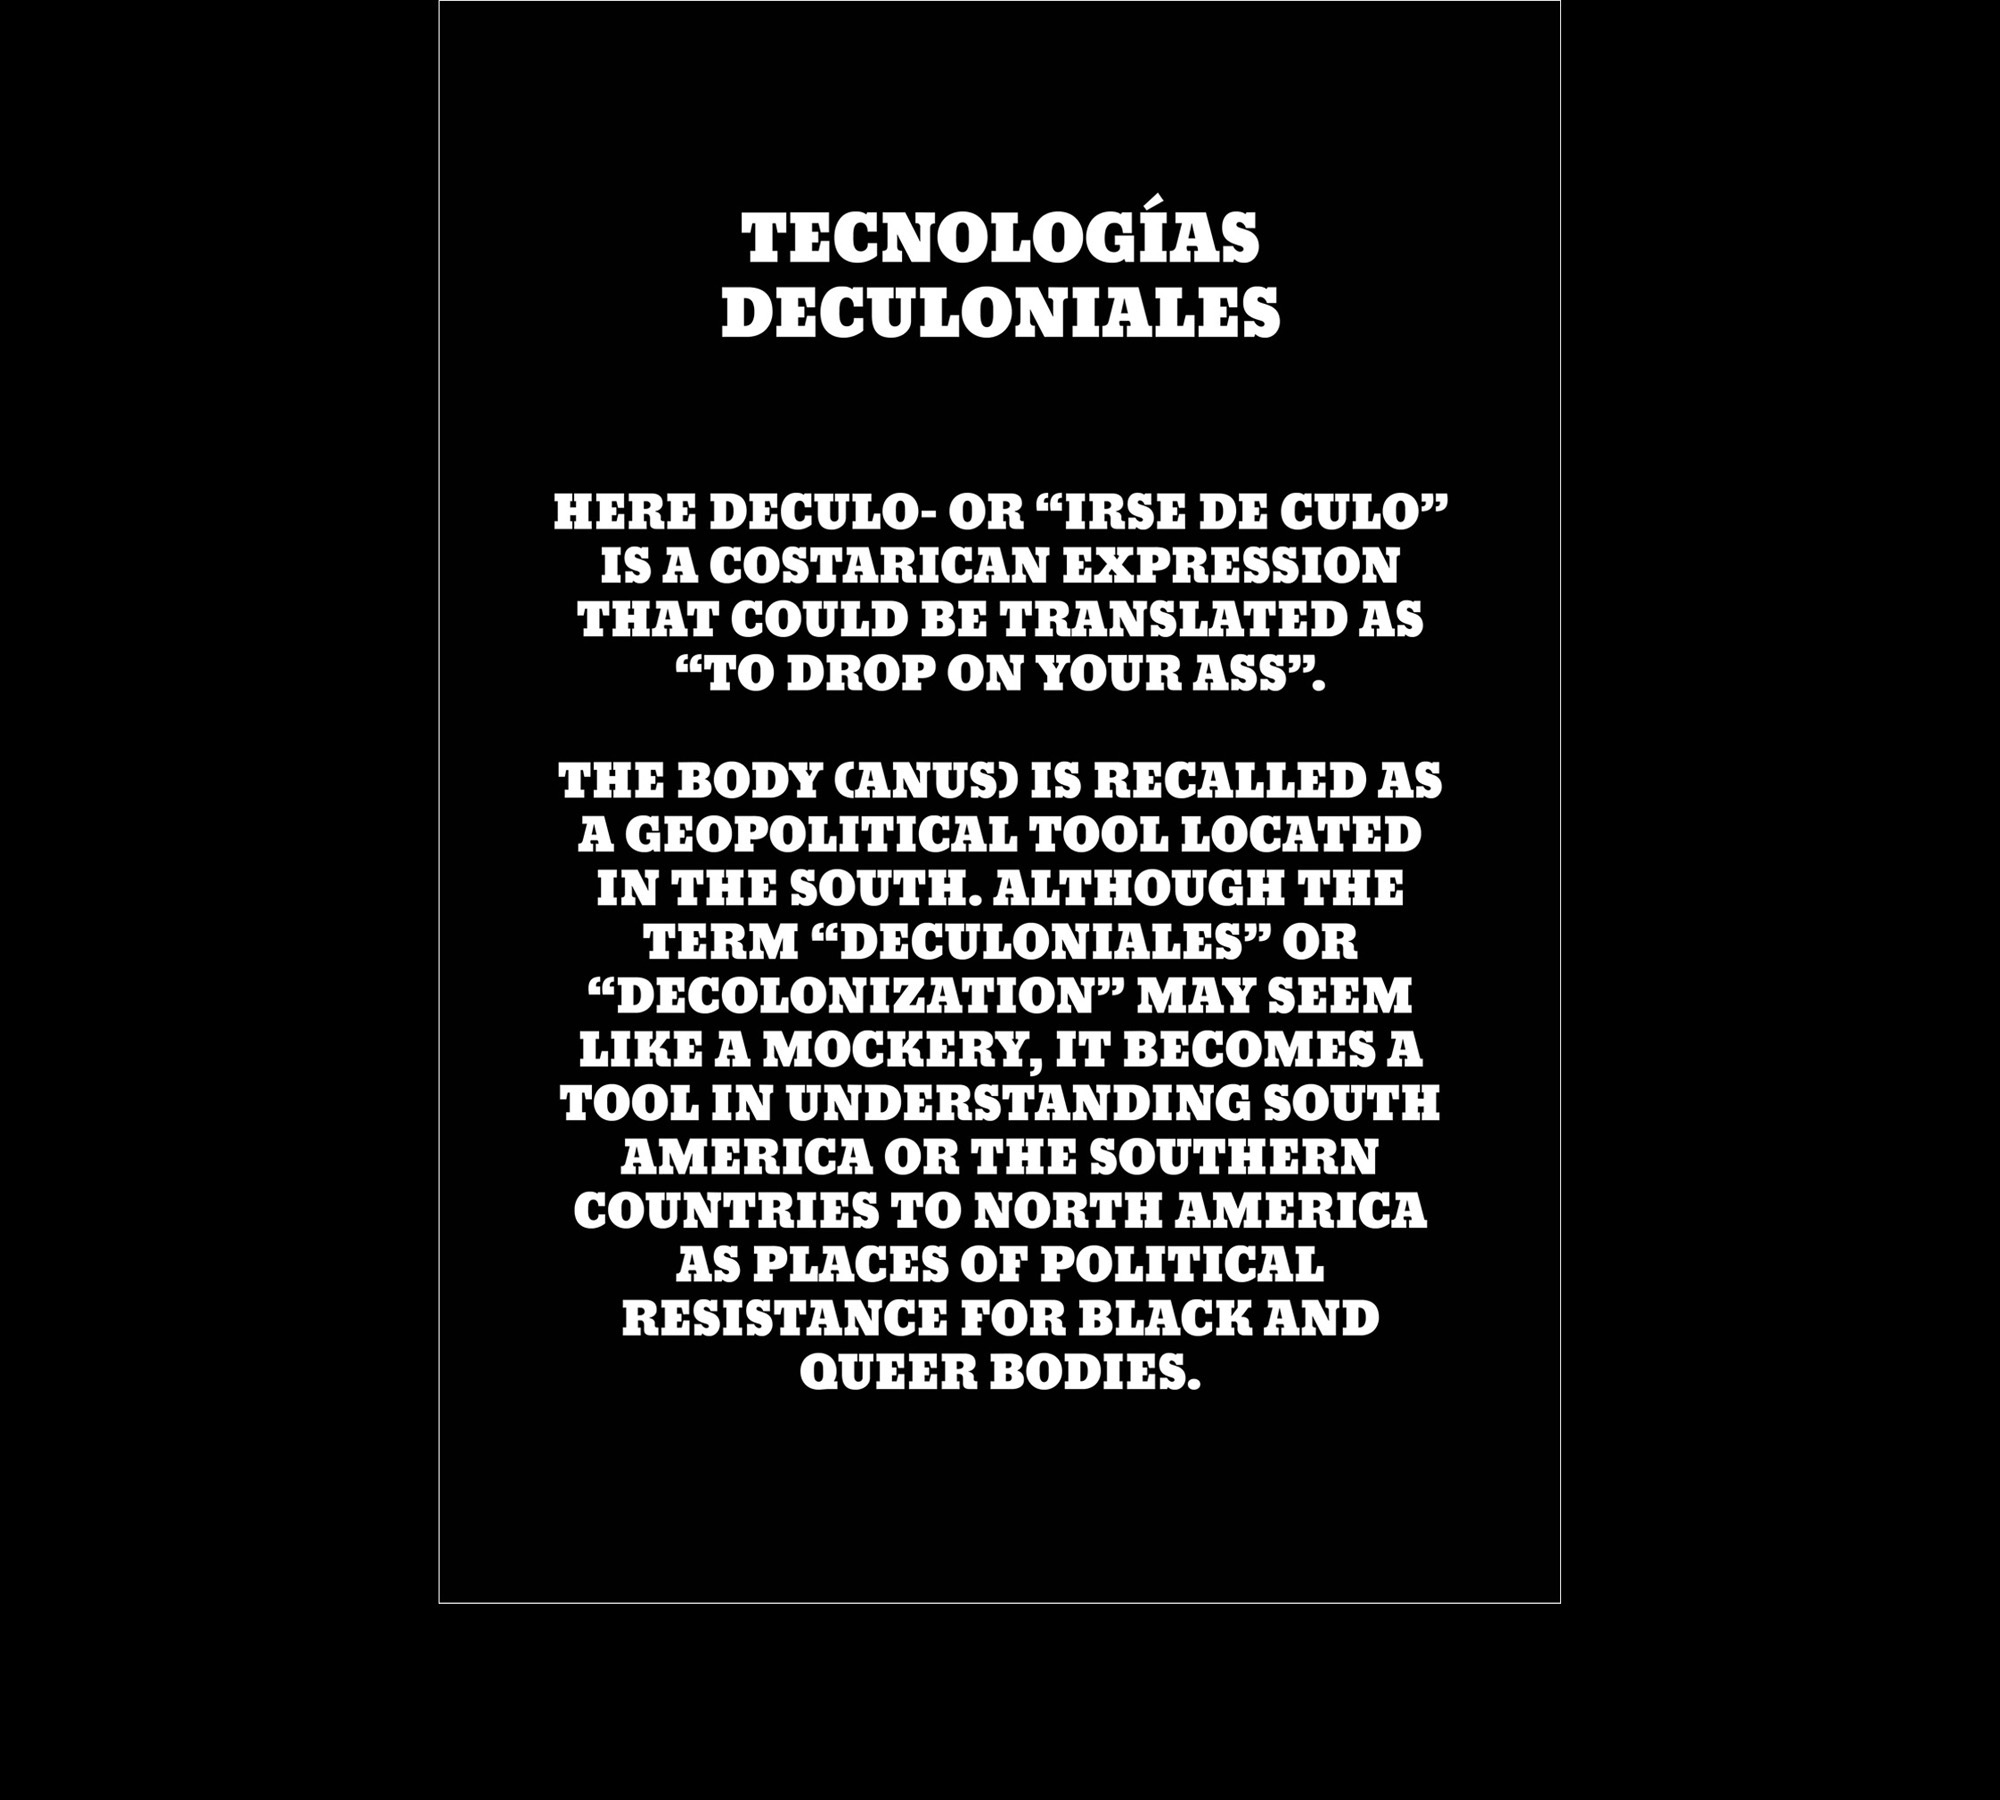 TECNOLOGÍAS
DECULONIALES
HERE DECULO- OR “IRSE DE CULO”
IS A COSTARICAN EXPRESSION
THAT COULD BE TRANSLATED AS
“TO DROP ON YOUR ASS”.
THE BODY (ANUS) IS RECALLED AS
A GEOPOLITICAL TOOL LOCATED
IN THE SOUTH. ALTHOUGH THE
TERM “DECULONIALES” OR
“DECOLONIZATION” MAY SEEM
LIKE A MOCKERY, IT BECOMES A
TOOL IN UNDERSTANDING SOUTH
AMERICA OR THE SOUTHERN
COUNTRIES TO NORTH AMERICA
AS PLACES OF POLITICAL
RESISTANCE FOR BLACK AND
QUEER BODIES.